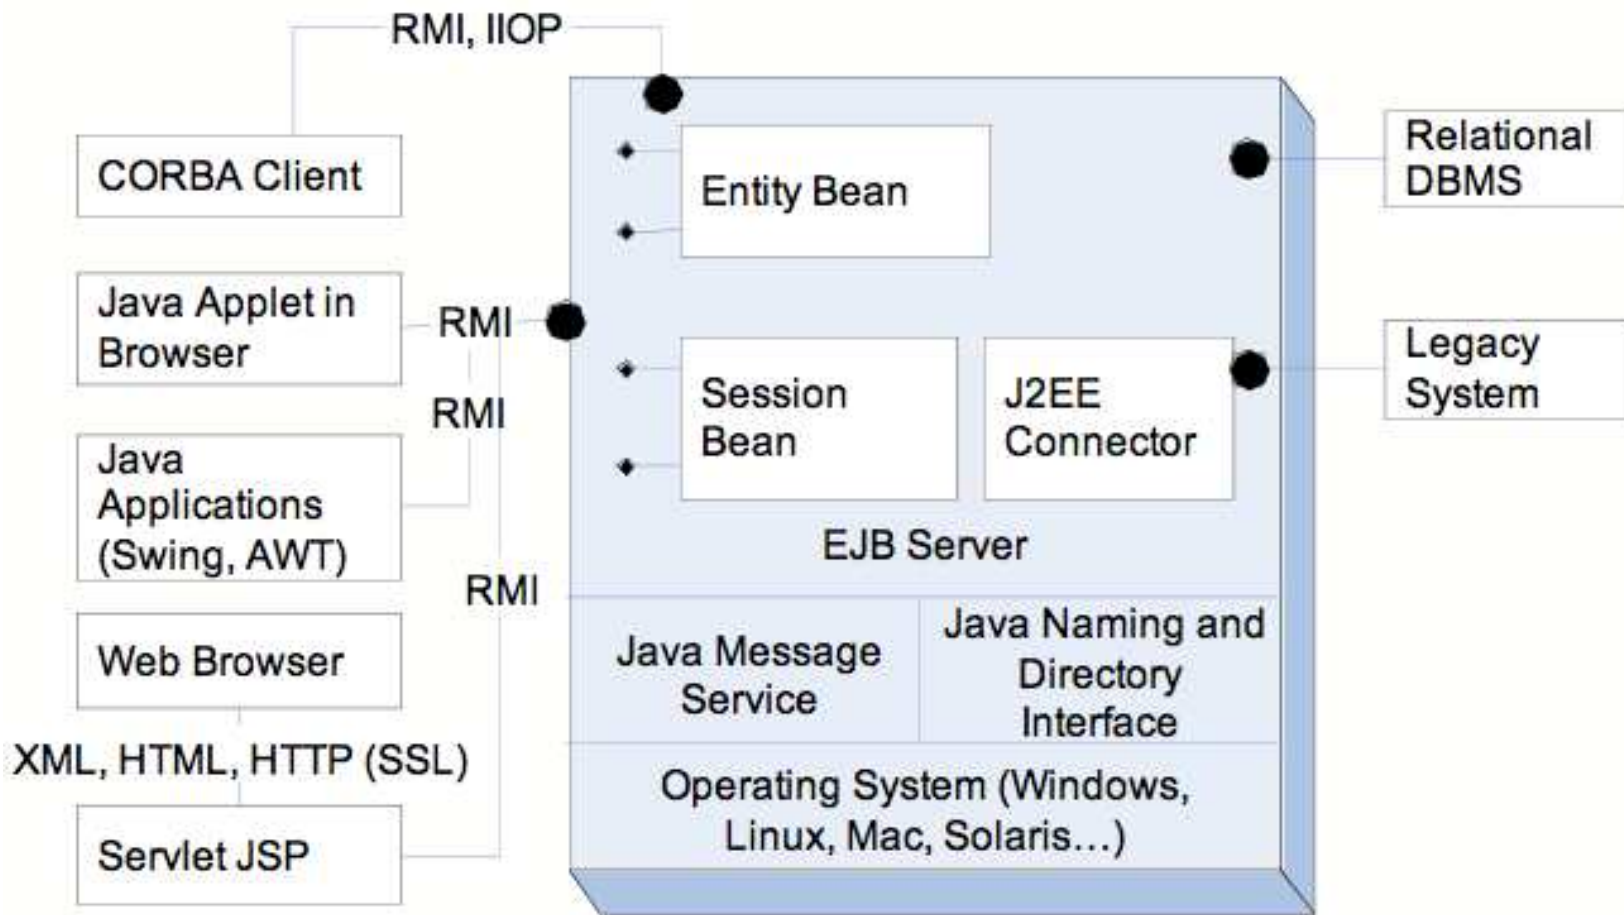 RMI, IIOP
CORBA Client
Java Applet in
Browser
RMI
RMI
Java
Applications
(Swing, AWT)
RMI
Web Browser
XML, HTML, HTTP (SSL)
Servlet JSP
Entity Bean
Session
Bean
J2EE
Connector
EJB Server
Java Message
Service
Java Naming and
Directory
Interface
Operating System (Windows,
Linux, Mac, Solaris...)
Relational
DBMS
Legacy
System